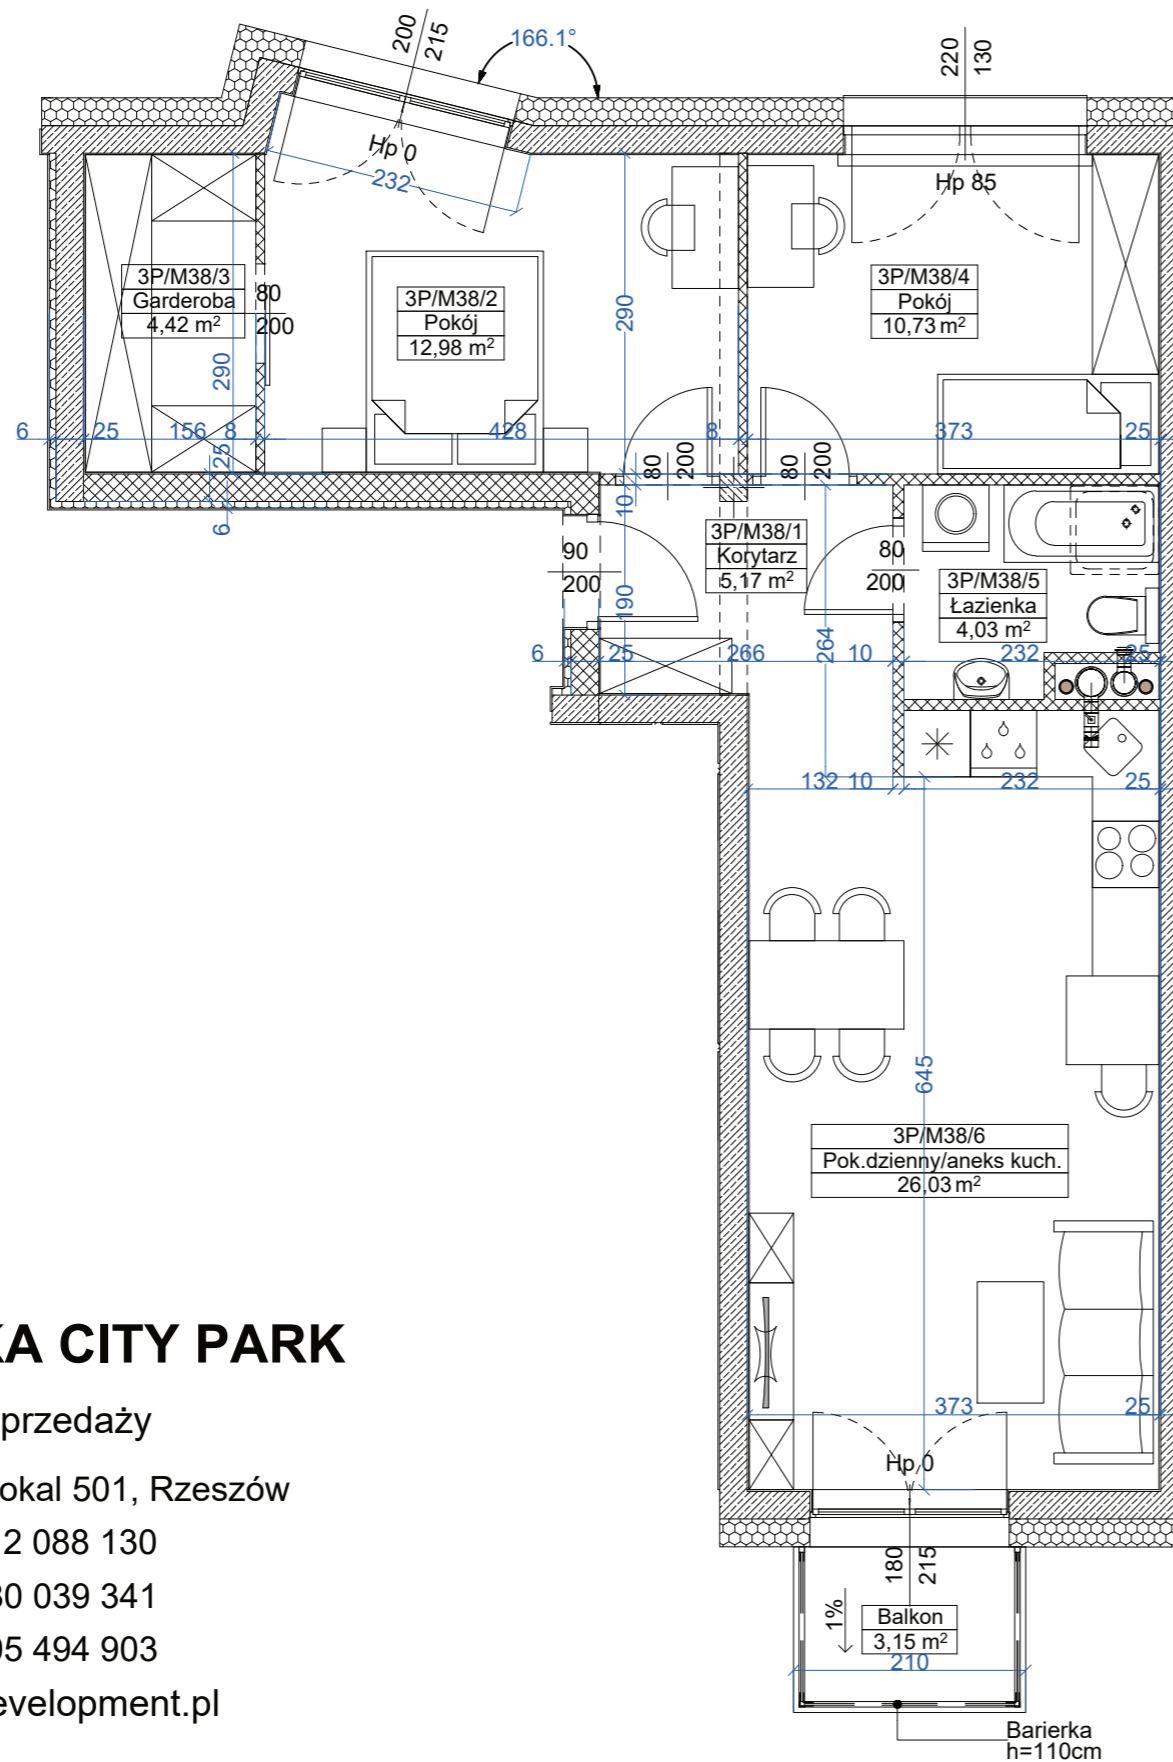 200
215
166.1°
220
130
Hp 0
232
Hp 85
3P/M38/3
Garderoba
4,42 m²
80
200
290
3P/M38/2
Pokój
12,98 m²
290
3P/M38/4
Pokój
10,73 m²
6
25
156
8
428
8
373
25
25
6
80
200
80
200
10
3P/M38/1
Korytarz
5,17 m²
90
200
190
80
200
264
3P/M38/5
Łazienka
4,03 m²
6
25
266
10
232
25
132
10
232
25
645
3P/M38/6
Pok.dzienny/aneks kuch.
26,03 m²
373
25
Hp 0
180
215
1%
Balkon
3,15 m²
210
Barierka
h=110cm
KA CITY PARK
przedaży
okal 501, Rzeszów
2 088 130
30 039 341
95 494 903
evelopment.pl